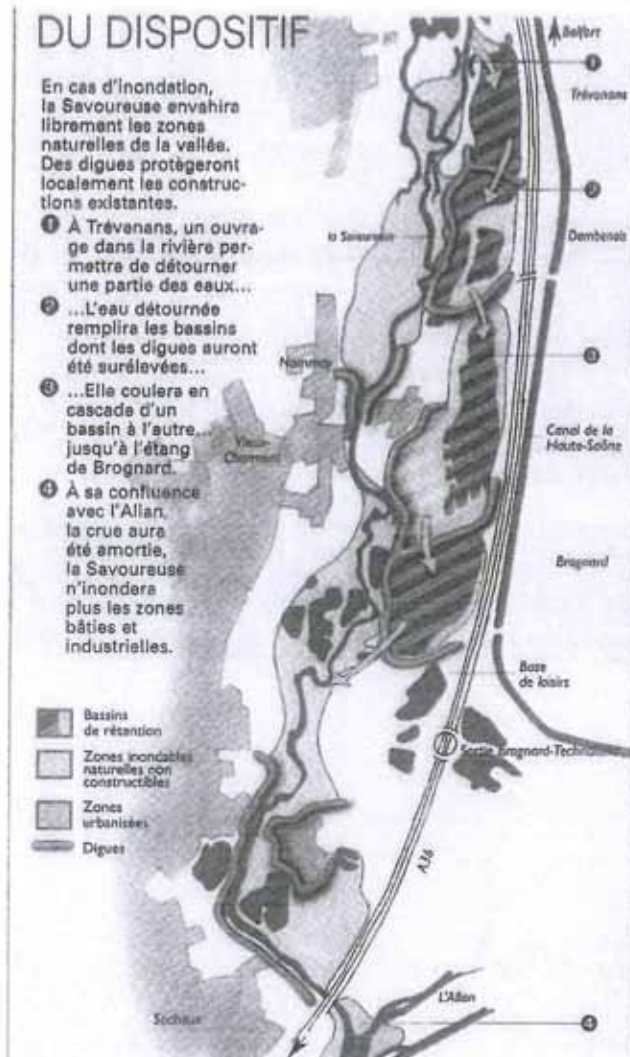 DU DISPOSITIF
En cas d'inondation,
la Savoureuse envahira
librement les zones
naturelles de la vallée.
Des digues protègeront
localement les construc-
tions existantes.
❶ À Trévenans, un ouvra-
ge dans la rivière per-
mettre de détourner
une partie des eaux...
❷ ...L'eau détournée
remplira les bassins
dont les digues auront
été surélevées...
❸ ...Elle coulera en
cascade d'un
bassin à l'autre...
jusqu'à l'étang
de Brognard.
❹ À sa confluence
avec l'Allan,
la crue aura
été amortie,
la Savoureuse
n'inondera
plus les zones
bâties et
industrielles.
Bassins
de rétention
Zones inondables
naturelles non
constructibles
Zones
urbanisées
Digues
Belfort
❶
Trévenans
❷
la Savoureuse
Dambenois
❸
Nommay
Vieux-
Charmont
Canal de la
Haute-Saône
Brognard
Base
de loisirs
Sortie Brognard-
A36
L'Allan
Sochaux
❹